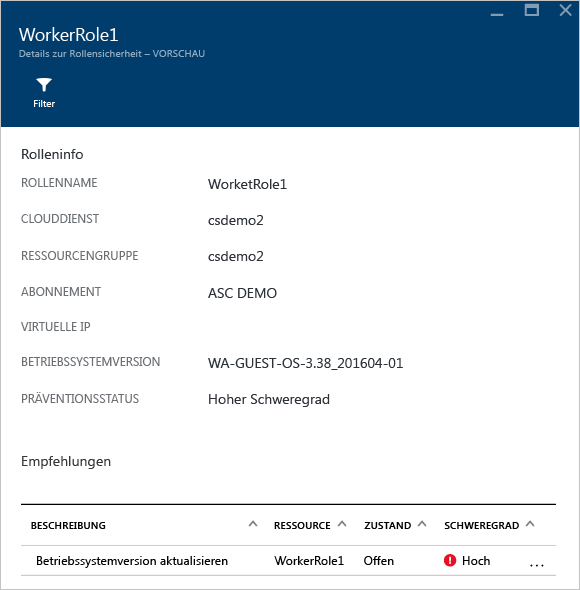 WorkerRole1
Details zur Rollensicherheit – VORSCHAU
Filter
Rolleninfo
ROLLENNAME WorketRole1
CLOUDDIENST csdemo2
RESSOURCENGRUPPE csdemo2
ABONNEMENT ASC DEMO
VIRTUELLE IP
BETRIEBSSYSTEMVERSION WA-GUEST-OS-3.38_201604-01
PRÄVENTIONSSTATUS Hoher Schweregrad
Empfehlungen
BESCHREIBUNG RESSOURCE ZUSTAND SCHWEREGRAD
Betriebssystemversion aktualisieren WorkerRole1 Offen Hoch ...